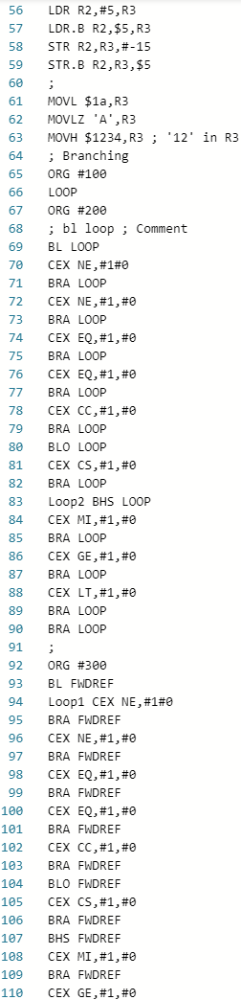 56 LDR R2,#5,R3
57 LDR.B R2,$5,R3
58 STR R2,R3,#-15
59 STR.B R2,R3,$5
60 ;
61 MOVL $1a,R3
62 MOVLZ 'A',R3
63 MOVH $1234,R3 ; '12' in R3
64 ; Branching
65 ORG #100
66 LOOP
67 ORG #200
68 ; bl loop ; Comment
69 BL LOOP
70 CEX NE,#1#0
71 BRA LOOP
72 CEX NE,#1,#0
73 BRA LOOP
74 CEX EQ,#1,#0
75 BRA LOOP
76 CEX EQ,#1,#0
77 BRA LOOP
78 CEX CC,#1,#0
79 BRA LOOP
80 BLO LOOP
81 CEX CS,#1,#0
82 BRA LOOP
83 Loop2 BHS LOOP
84 CEX MI,#1,#0
85 BRA LOOP
86 CEX GE,#1,#0
87 BRA LOOP
88 CEX LT,#1,#0
89 BRA LOOP
90 BRA LOOP
91 ;
92 ORG #300
93 BL FWDREF
94 Loop1 CEX NE,#1#0
95 BRA FWDREF
96 CEX NE,#1,#0
97 BRA FWDREF
98 CEX EQ,#1,#0
99 BRA FWDREF
100 CEX EQ,#1,#0
101 BRA FWDREF
102 CEX CC,#1,#0
103 BRA FWDREF
104 BLO FWDREF
105 CEX CS,#1,#0
106 BRA FWDREF
107 BHS FWDREF
108 CEX MI,#1,#0
109 BRA FWDREF
110 CEX GE,#1,#0